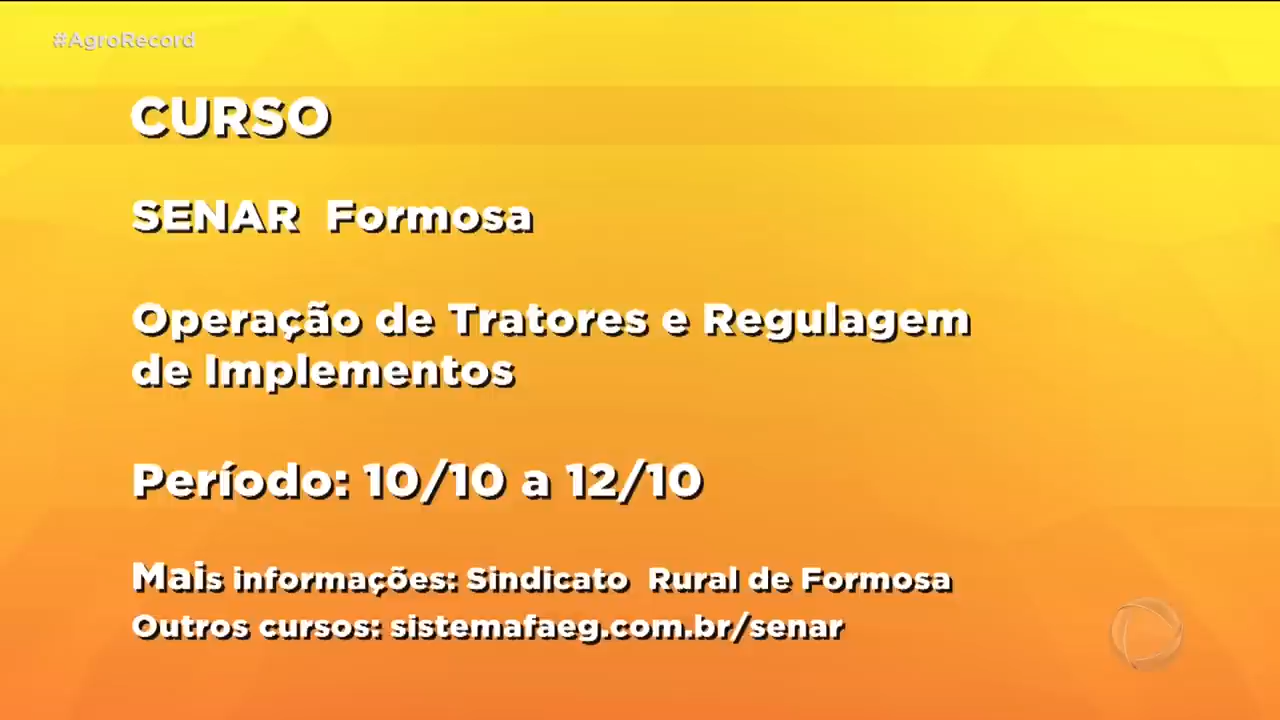 #AgroRecord
CURSO
SENAR Formosa
Operação de Tratores e Regulagem
de Implementos
Período: 10/10 a 12/10
Mais informações: Sindicato Rural de Formosa
Outros cursos: sistemafaeg.com.br/senar